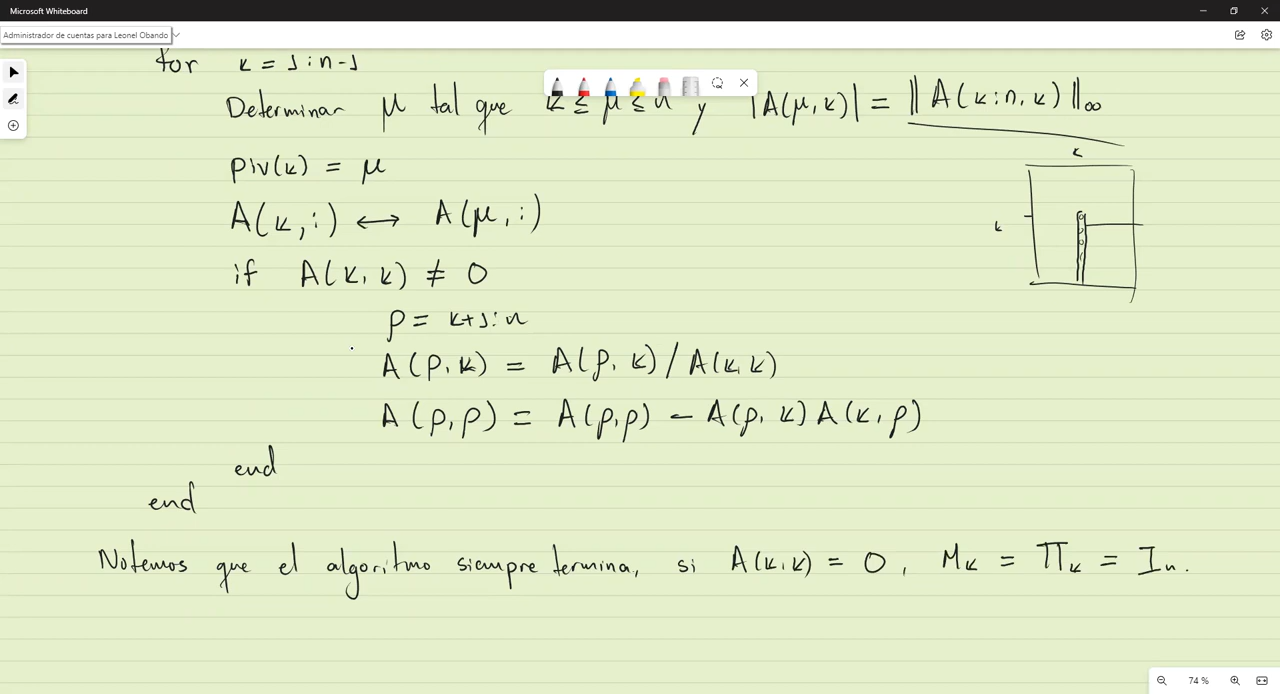 Microsoft Whiteboard
Administrador de cuentas para Leonel Obando
for k = 1:n-1
Determinar μ tal que k ≤ μ ≤ n y |A(μ,k)| = ‖A(k:n,k)‖∞
piv(k) = μ
k
A(k,:) ↔ A(μ,:)
k
if A(k,k) ≠ 0
ρ = k+1:n
A(ρ,k) = A(ρ,k)/A(k,k)
A(ρ,ρ) = A(ρ,ρ) - A(ρ,k)A(k,ρ)
end
end
Notemos que el algoritmo siempre termina, si A(k,k) = 0, Mk = Πk = In.
74 %